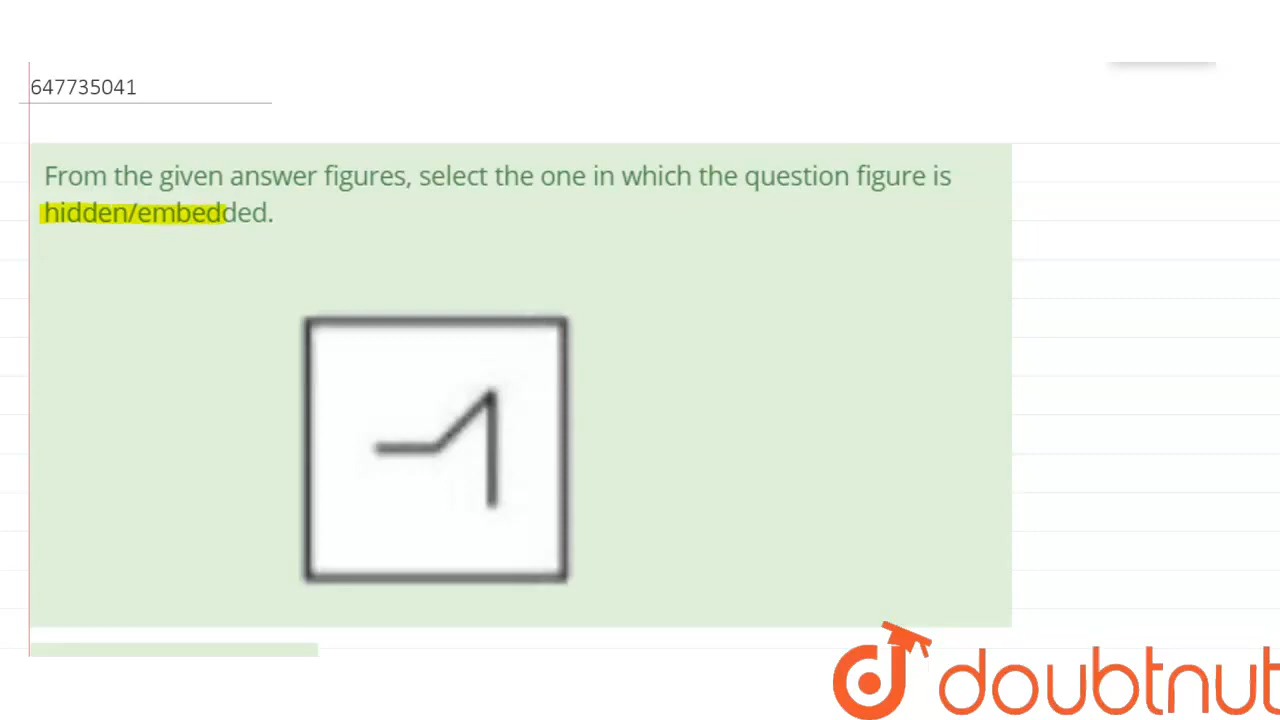 647735041
From the given answer figures, select the one in which the question figure is
hidden/embedded.
doubtnut